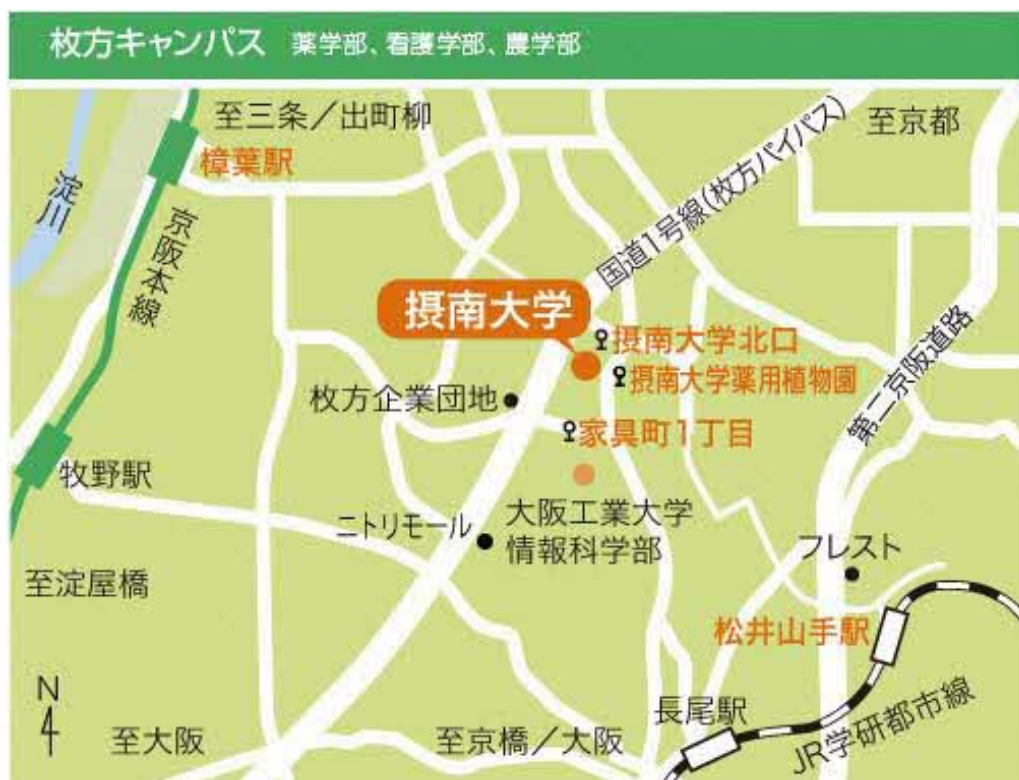 枚方キャンパス 薬学部、看護学部、農学部
至三条／出町柳
至京都
樟葉駅
淀川
京阪本線
国道1号線(枚方バイパス)
摂南大学
摂南大学北口
摂南大学薬用植物園
第二京阪道路
枚方企業団地
家具町1丁目
牧野駅
ニトリモール
大阪工業大学
情報科学部
フレスト
至淀屋橋
松井山手駅
N
長尾駅
JR学研都市線
至大阪
至京橋／大阪